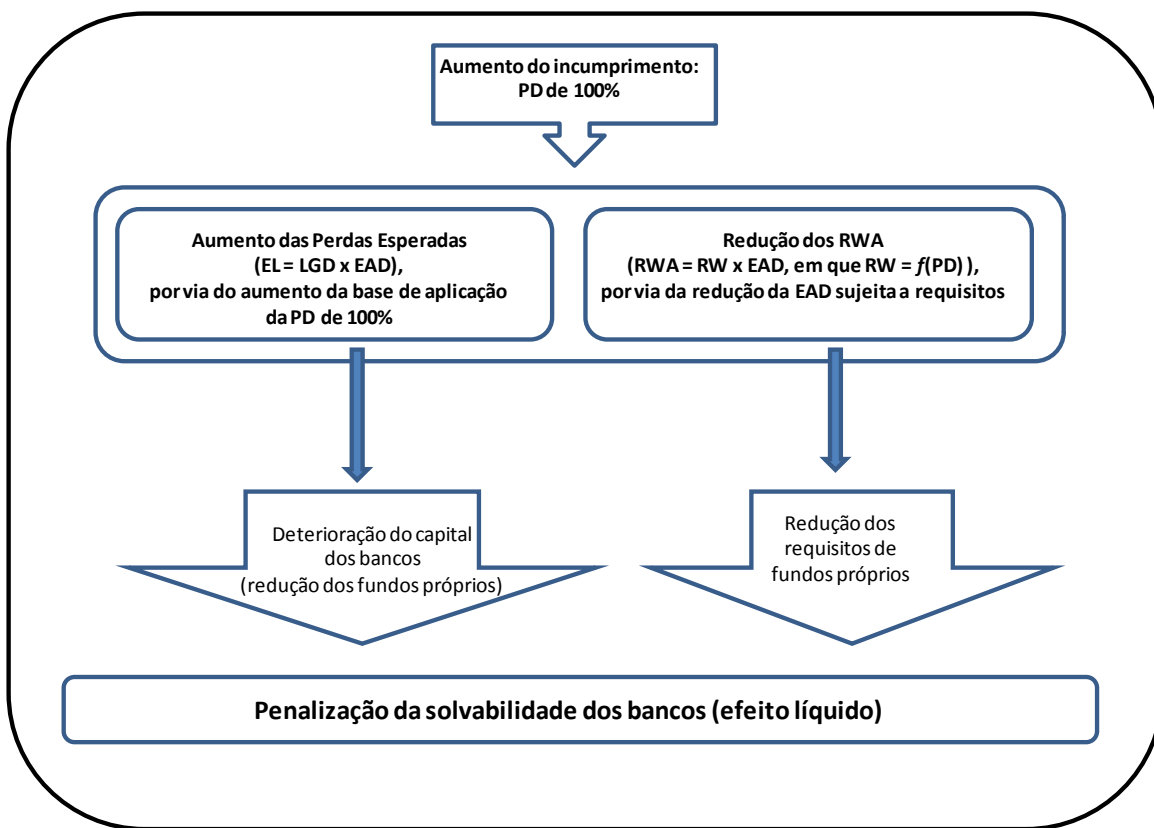 Aumento do incumprimento:
PD de 100%
Aumento das Perdas Esperadas
(EL = LGD x EAD),
por via do aumento da base de aplicação
da PD de 100%
Redução dos RWA
(RWA = RW x EAD, em que RW = f(PD) ),
por via da redução da EAD sujeita a requisitos
Deterioração do capital
dos bancos
(redução dos fundos próprios)
Redução dos
requisitos de
fundos próprios
Penalização da solvabilidade dos bancos (efeito líquido)